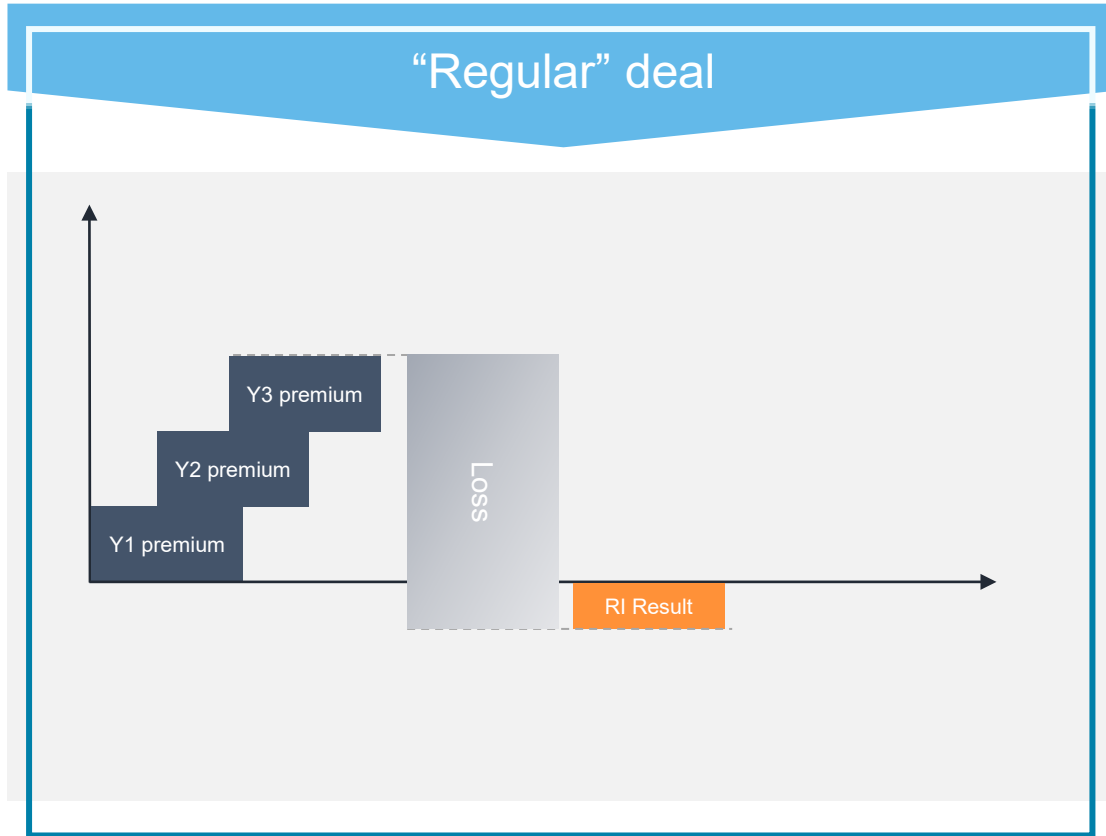 “Regular” deal
Y3 premium
Y2 premium
Y1 premium
Loss
RI Result